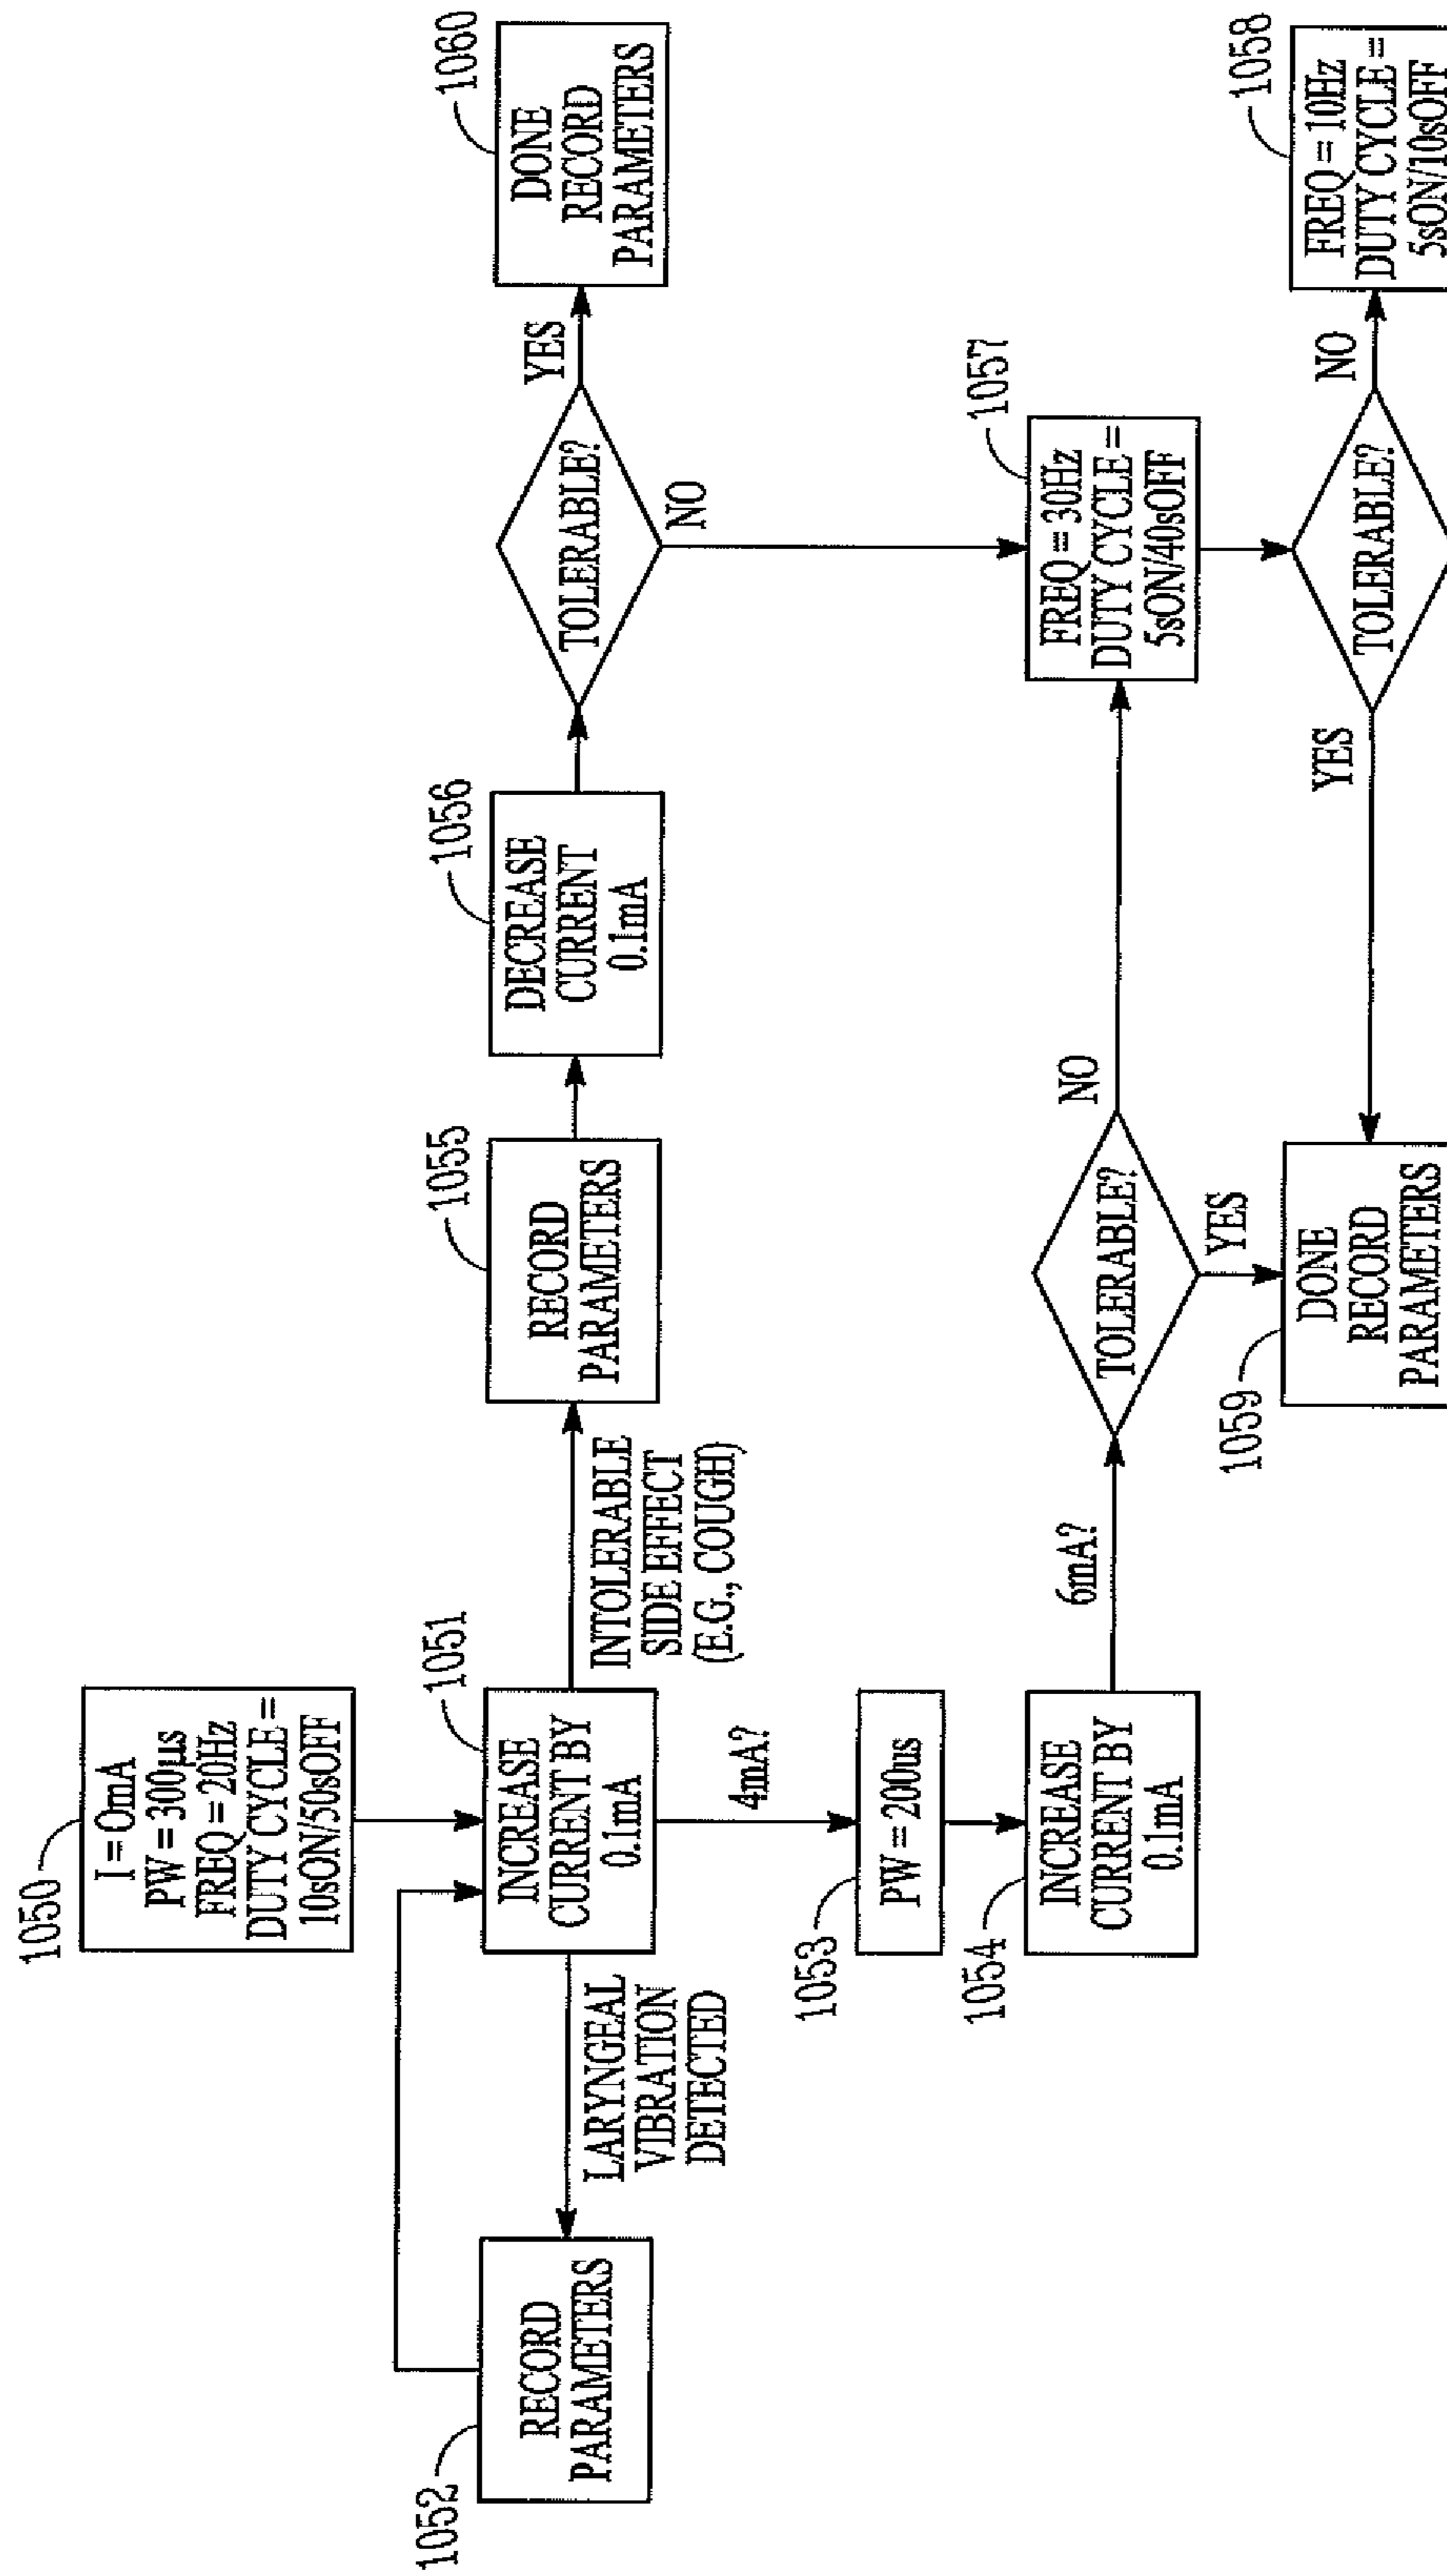 1050
I = 0mA
PW = 300µs
FREQ = 20Hz
DUTY CYCLE =
10sON/50sOFF
1052
RECORD
PARAMETERS
LARYNGEAL
VIBRATION
DETECTED
1051
INCREASE
CURRENT BY
0.1mA
INTOLERABLE
SIDE EFFECT
(E.G., COUGH)
1055
RECORD
PARAMETERS
1056
DECREASE
CURRENT
0.1mA
TOLERABLE?
YES
NO
1060
DONE
RECORD
PARAMETERS
4mA?
1053
PW = 200us
1054
INCREASE
CURRENT BY
0.1mA
6mA?
TOLERABLE?
NO
YES
1057
FREQ = 30Hz
DUTY CYCLE =
5sON/40sOFF
1059
DONE
RECORD
PARAMETERS
YES
TOLERABLE?
NO
1058
FREQ = 10Hz
DUTY CYCLE =
5sON/10sOFF